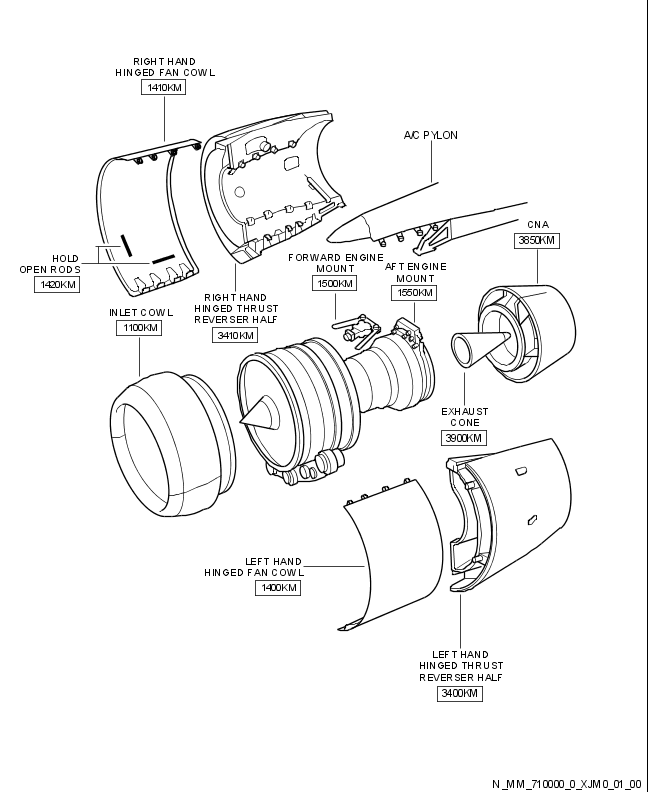 RIGHT HAND
HINGED FAN COWL
1410KM
A/C PYLON
CNA
3850KM
HOLD
OPEN RODS
1420KM
FORWARD ENGINE
MOUNT
1500KM
AFT ENGINE
MOUNT
1550KM
RIGHT HAND
HINGED THRUST
REVERSER HALF
3410KM
INLET COWL
1100KM
EXHAUST
CONE
3900KM
LEFT HAND
HINGED FAN COWL
1400KM
LEFT HAND
HINGED THRUST
REVERSER HALF
3400KM
N_MM_710000_0_XJM0_01_00